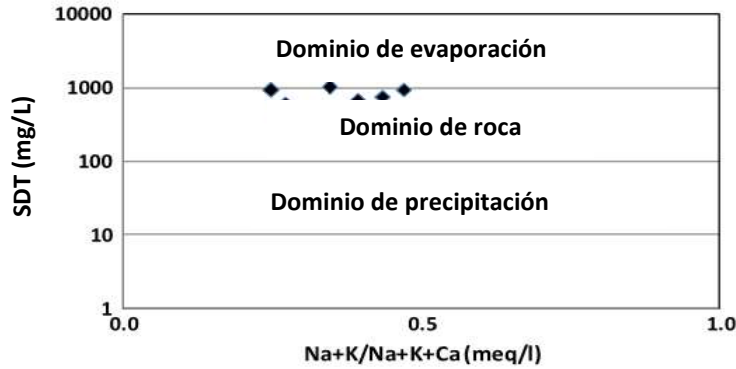 10000
Dominio de evaporación
1000
Dominio de roca
100
Dominio de precipitación
10
1
SDT (mg/L)
0.0
0.5
1.0
Na+K/Na+K+Ca (meq/l)